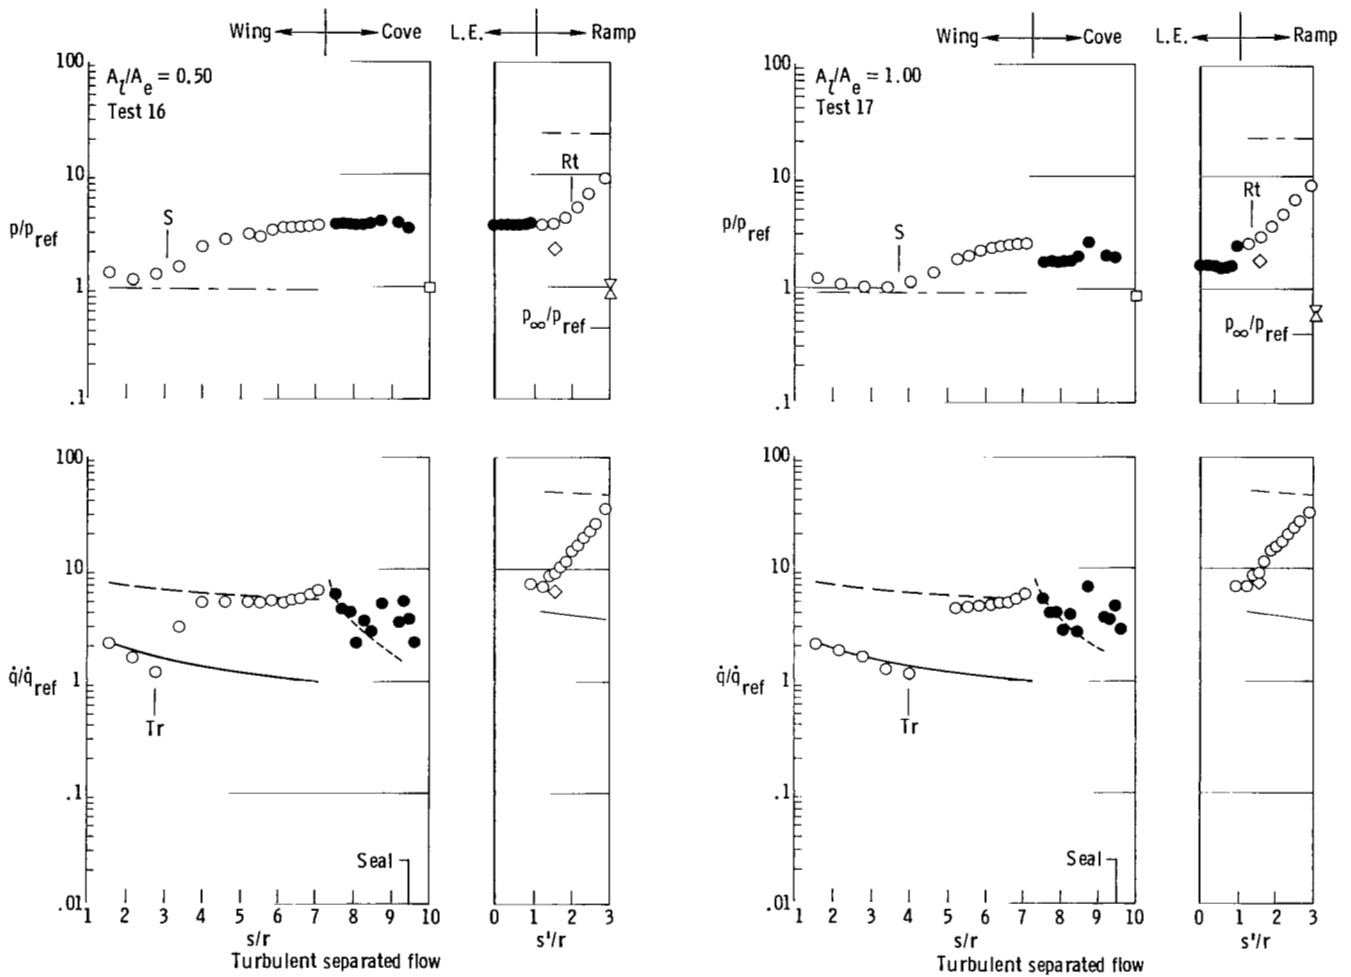 Wing Cove L.E. Ramp
Wing Cove L.E. Ramp
A_l/A_e = 0.50
Test 16
100
10
1
.1
p/p_ref
S
Rt
p_∞/p_ref
A_l/A_e = 1.00
Test 17
100
10
1
.1
p/p_ref
S
Rt
p_∞/p_ref
100
10
1
.1
.01
q̇/q̇_ref
Tr
Seal
1 2 3 4 5 6 7 8 9 10
s/r
0 1 2 3
s'/r
Turbulent separated flow
100
10
1
.1
.01
q̇/q̇_ref
Tr
Seal
1 2 3 4 5 6 7 8 9 10
s/r
0 1 2 3
s'/r
Turbulent separated flow